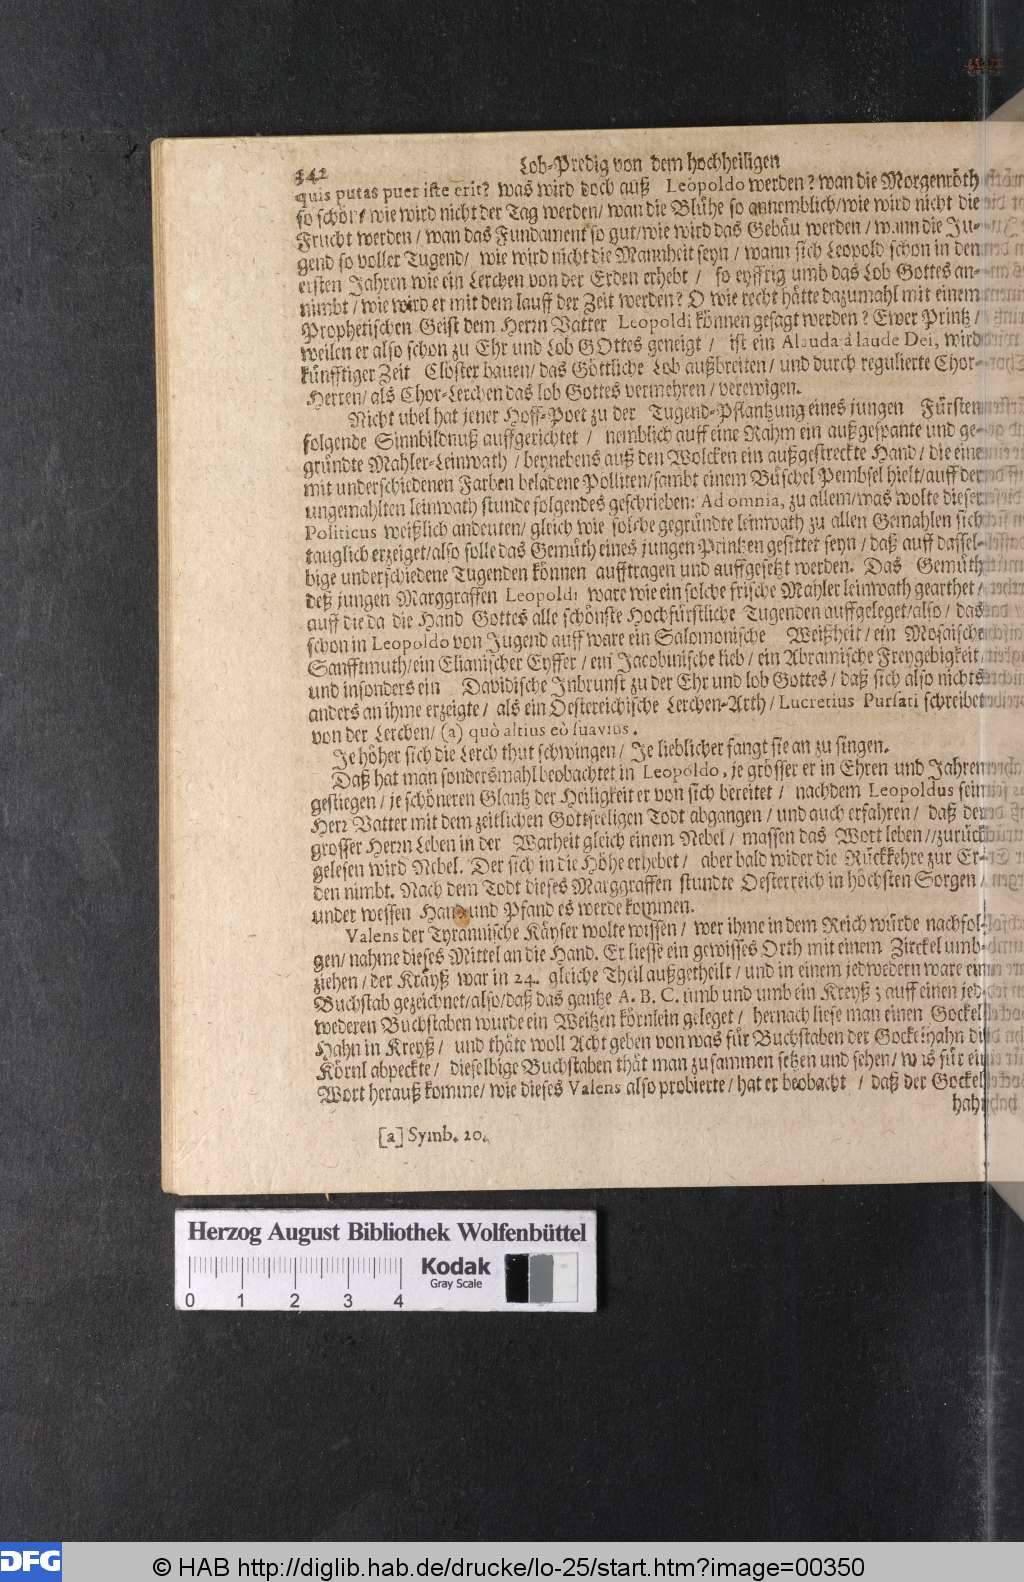 342
Lob-Predig von dem hochheiligen
quis putas puer iste erit? was wird doch auß Leopoldo werden? wan die Morgenröth
so schön/ wie wird nicht der Tag werden/ wan die Blühe so annemblich/ wie wird nicht die
Frucht werden/ wan das Fundament so gut/ wie wird das Gebäu werden/ wann die Ju-
gend so voller Tugend/ wie wird nicht die Mannheit seyn/ wann sich Leopold schon in den
ersten Jahren wie ein Lerchen von der Erden erhebt/ so eyffrig umb das Lob Gottes an-
nimbt/ wie wird er mit dem lauff der Zeit werden? O wie recht hätte dazumahl mit einem
Prophetischen Geist dem Herrn Vatter Leopoldi können gesagt werden? Ewer Printz/
weilen er also schon zu Ehr und Lob GOttes geneigt/ ist ein Alauda á laude Dei, wird
künfftiger Zeit Clöster bauen/ das Göttliche Lob außbreiten/ und durch regulierte Chor-
Herren/ als Chor-Lerchen das lob Gottes vermehren/ verewigen.
Nicht ubel hat jener Hoff-Poet zu der Tugend-Pflantzung eines jungen Fürsten
folgende Sinnbildnuß auffgerichtet/ nemblich auff eine Rahm ein außgespante und ge-
gründte Mahler-Leinwath/ beynebens auß den Wolcken ein außgestreckte Hand/ die eine
mit underschiedenen Farben beladene Polliten/ sambt einem Büschel Pembsel hielt/ auff der
ungemahlten leinwath stunde folgendes geschrieben: Ad omnia, zu allem/ was wolte dieser
Politicus weißlich andeuten/ gleich wie solche gegründte leinwath zu allen Gemahlen sich
tauglich erzeiget/ also solle das Gemüth eines jungen Printzen gesittet seyn/ daß auff dassel-
bige underschiedene Tugenden können aufftragen und auffgesetzt werden. Das Gemüth
deß jungen Marggraffen Leopoldi ware wie ein solche frische Mahler leinwath gearthet/
auff die da die Hand Gottes alle schönste Hochfürstliche Tugenden auffgeleget/ also/ das
schon in Leopoldo von Jugend auff ware ein Salomonische Weißheit/ ein Mosaische
Sanfftmuth/ ein Elianischer Eyffer/ ein Jacobinische lieb/ ein Abramische Freygebigkeit/
und insonders ein Davidische Inbrunst zu der Ehr und lob Gottes/ daß sich also nichts
anders an ihme erzeigte/ als ein Oestereichische Lerchen-Arth/ Lucretius Pursati schreibet
von der Lerchen/ (a) quò altius eò suavius.
Je höher sich die Lerch thut schwingen/ Je lieblicher fangt sie an zu singen.
Daß hat man sondersmahl beobachtet in Leopoldo, je grösser er in Ehren und Jahren
gestiegen/ je schöneren Glantz der Heiligkeit er von sich bereitet/ nachdem Leopoldus sein
Herr Vatter mit dem zeitlichen Gottseeligen Todt abgangen/ und auch erfahren/ daß der
grosser Herrn Leben in der Warheit gleich einem Nebel/ massen das Wort leben// zurück
gelesen wird Nebel. Der sich in die Höhe erhebet/ aber bald wider die Rückkehre zur Er-
den nimbt. Nach dem Todt dieses Marggraffen stundte Oesterreich in höchsten Sorgen/
under wessen Hand und Pfand es werde kommen.
Valens der Tyrannische Käyser wolte wissen/ wer ihme in dem Reich würde nachfol-
gen/ nahme dieses Mittel an die Hand. Er liesse ein gewisses Orth mit einem Zirckel umb-
ziehen/ der Kräyß war in 24. gleiche Theil außgetheilt/ und in einem jedwedern ware ein
Buchstab gezeichnet/ also/ daß das gantze A. B. C. umb und umb ein Kreyß; auff einen jed-
wederen Buchstaben wurde ein Weitzen körnlein geleget/ hernach liese man einen Gockel
Hahn in Kreyß/ und thäte woll Acht geben von was für Buchstaben der Gockelhahn die
Körnl abpeckte/ dieselbige Buchstaben thät man zusammen setzen und sehen/ was für ein
Wort herauß komme/ wie dieses Valens also probierte/ hat er beobacht/ daß der Gockel
hahn
[a] Symb. 20.
Herzog August Bibliothek Wolfenbüttel
Kodak
Gray Scale
0 1 2 3 4
DFG
© HAB http://diglib.hab.de/drucke/lo-25/start.htm?image=00350